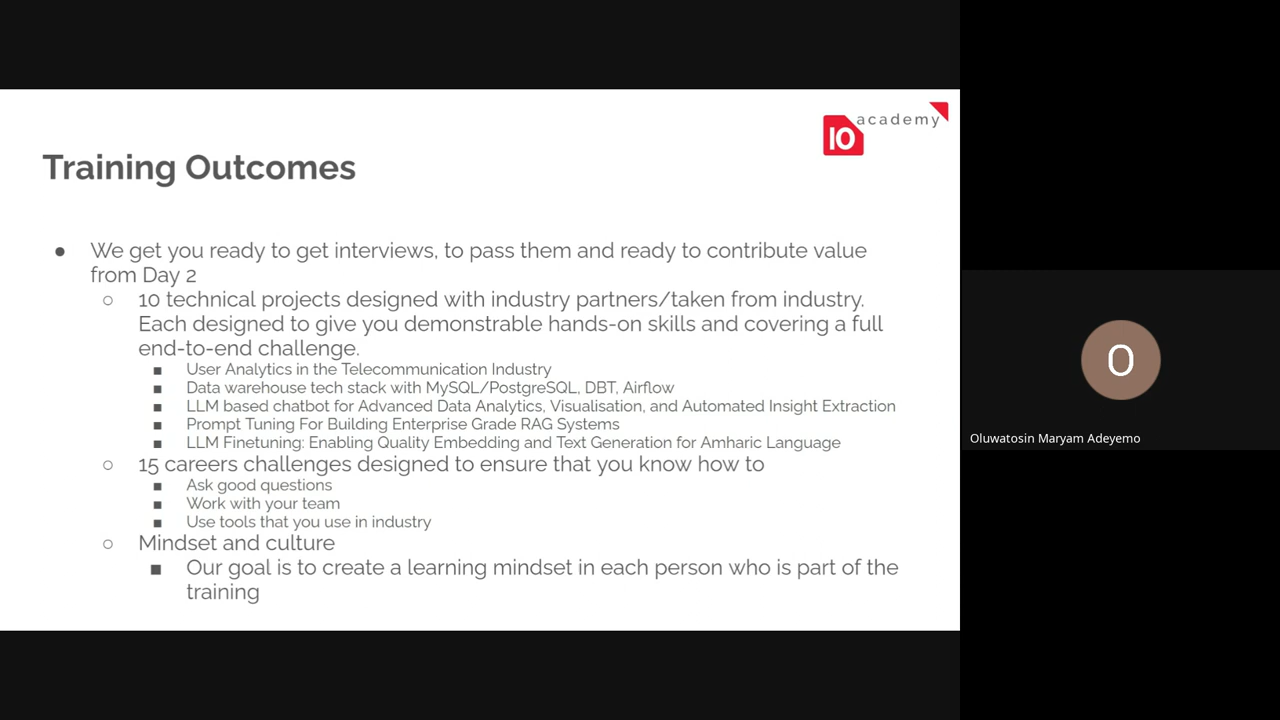 10 academy
Training Outcomes
● We get you ready to get interviews, to pass them and ready to contribute value
from Day 2
○ 10 technical projects designed with industry partners/taken from industry.
Each designed to give you demonstrable hands-on skills and covering a full
end-to-end challenge.
■ User Analytics in the Telecommunication Industry
■ Data warehouse tech stack with MySQL/PostgreSQL, DBT, Airflow
■ LLM based chatbot for Advanced Data Analytics, Visualisation, and Automated Insight Extraction
■ Prompt Tuning For Building Enterprise Grade RAG Systems
■ LLM Finetuning: Enabling Quality Embedding and Text Generation for Amharic Language
○ 15 careers challenges designed to ensure that you know how to
■ Ask good questions
■ Work with your team
■ Use tools that you use in industry
○ Mindset and culture
■ Our goal is to create a learning mindset in each person who is part of the
training
O
Oluwatosin Maryam Adeyemo